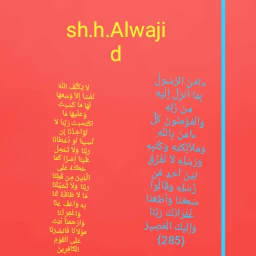 sh.h.Alwaji
d
ءامن الرسول
بما أنزل إليه
من ربه
والمؤمنون كل
ءامن بالله
وملائكته وكتبه
ورسله لا نفرق
بين أحد من
رسله وقالوا
سمعنا وأطعنا
غفرانك ربنا
وإليك المصير
(285)
لا يكلف الله
نفسا إلا وسعها
لها ما كسبت
وعليها ما
اكتسبت ربنا لا
تؤاخذنا إن
نسينا أو أخطأنا
ربنا ولا تحمل
علينا إصرا كما
حملته على
الذين من قبلنا
ربنا ولا تحملنا
ما لا طاقة لنا
به واعف عنا
واغفر لنا
وارحمنا أنت
مولانا فانصرنا
على القوم
الكافرين